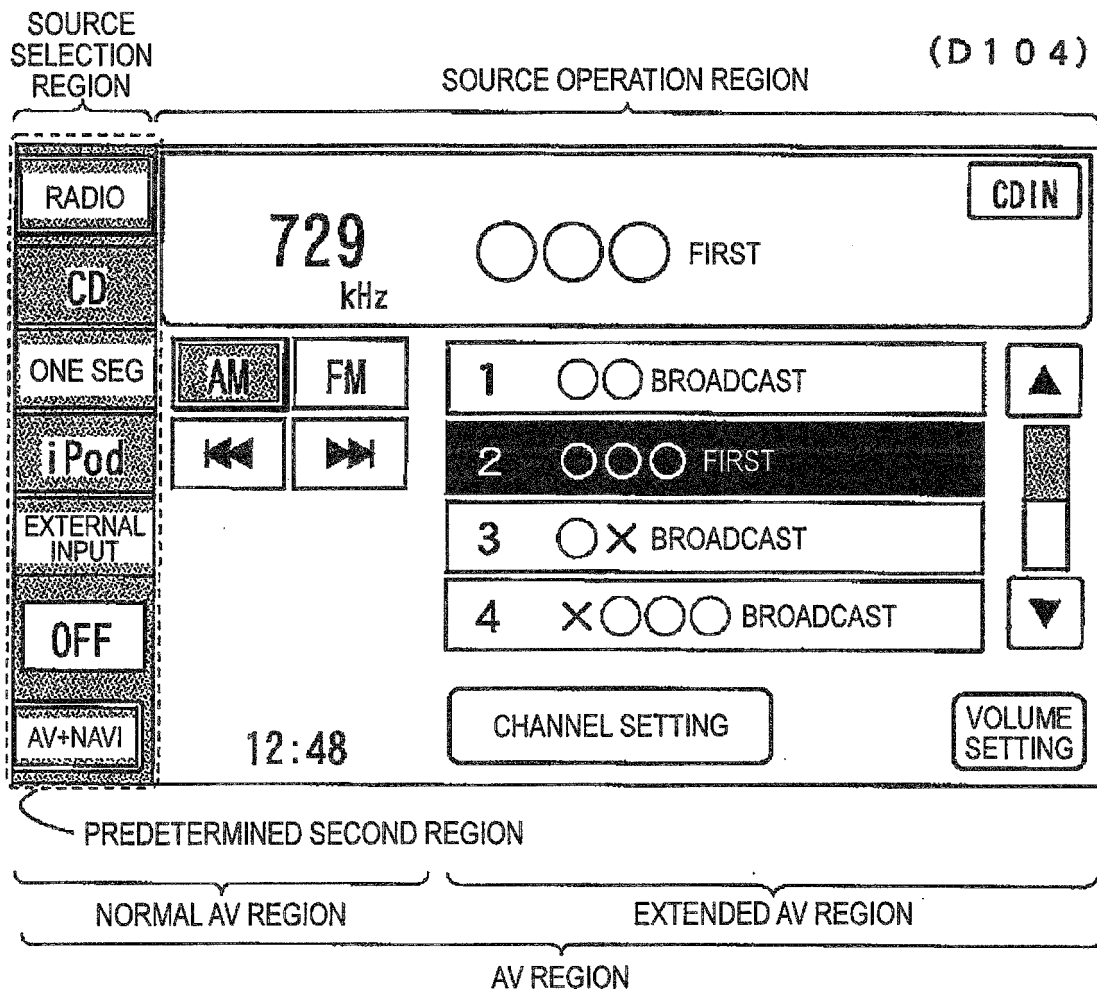 SOURCE
SELECTION
REGION
SOURCE OPERATION REGION
(D104)
RADIO
CD
ONE SEG
iPod
EXTERNAL
INPUT
OFF
AV+NAVI
729
kHz
○○○ FIRST
CDIN
AM
FM
1 ○○ BROADCAST
2 ○○○ FIRST
3 ○× BROADCAST
4 ×○○○ BROADCAST
12:48
CHANNEL SETTING
VOLUME
SETTING
PREDETERMINED SECOND REGION
NORMAL AV REGION
EXTENDED AV REGION
AV REGION